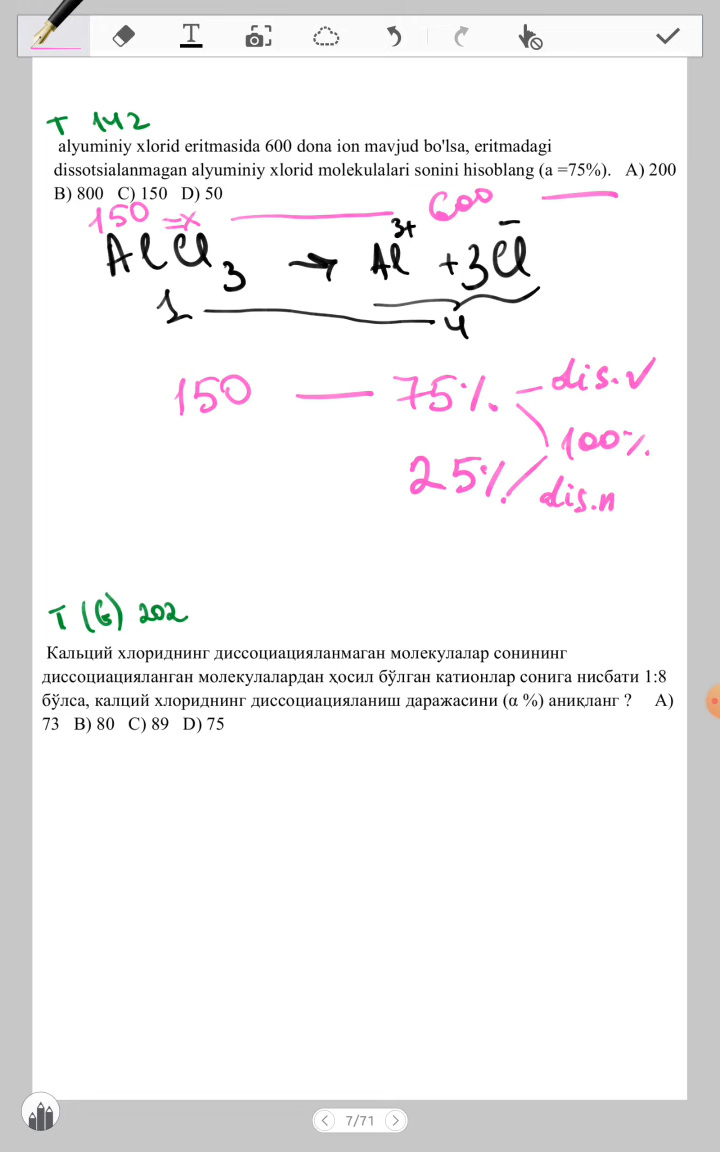 T
T 142
alyuminiy xlorid eritmasida 600 dona ion mavjud bo'lsa, eritmadagi
dissotsialanmagan alyuminiy xlorid molekulalari sonini hisoblang (a =75%). A) 200
B) 800 C) 150 D) 50
150 =x 600
AlCl3 → Al3+ + 3Cl-
1 4
150 — 75% dis.v
100%
25% dis.n
T (6) 202
Кальций хлориднинг диссоциацияланмаган молекулалар сонининг
диссоциацияланган молекулалардан ҳосил бўлган катионлар сонига нисбати 1:8
бўлса, калций хлориднинг диссоциацияланиш даражасини (α %) аниқланг ? A)
73 B) 80 C) 89 D) 75
7/71